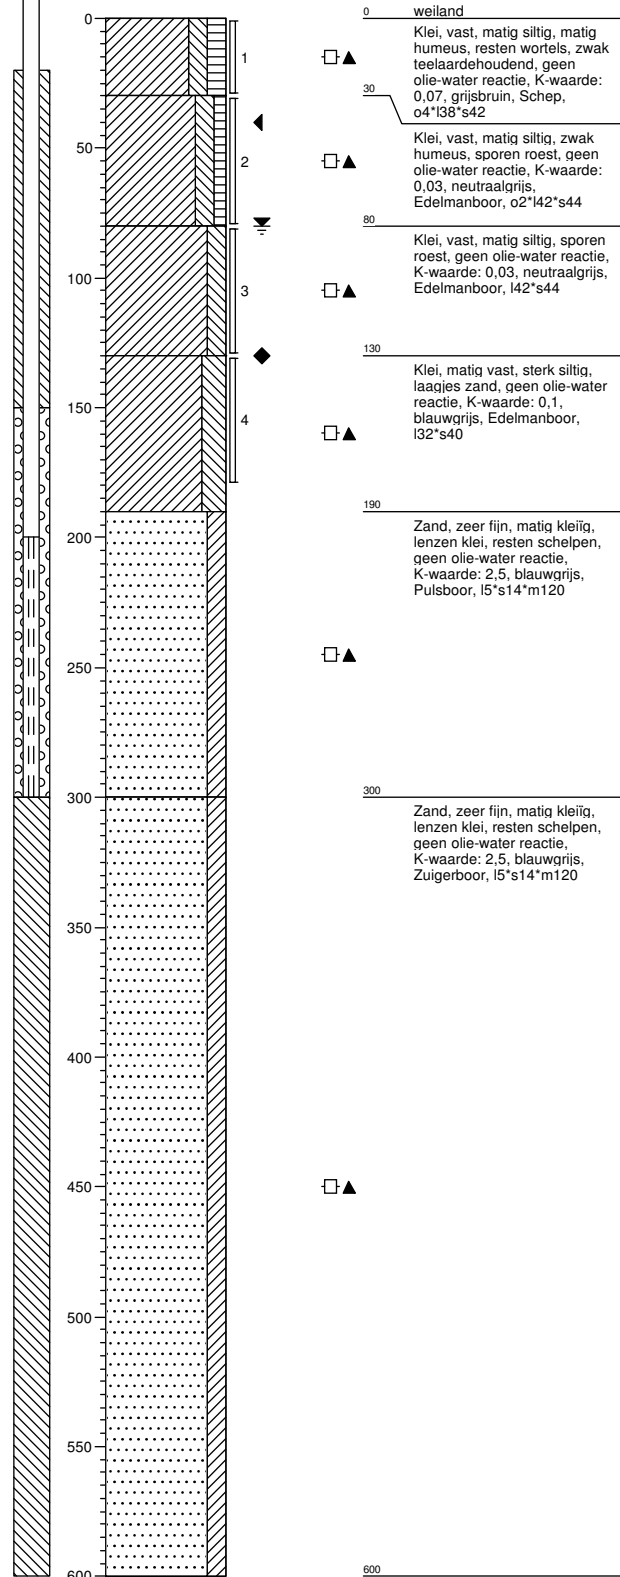 0
50
100
150
200
250
300
350
400
450
500
550
600
1
2
3
4
0
weiland
Klei, vast, matig siltig, matig
humeus, resten wortels, zwak
teelaardehoudend, geen
olie-water reactie, K-waarde:
0,07, grijsbruin, Schep,
o4*l38*s42
30
Klei, vast, matig siltig, zwak
humeus, sporen roest, geen
olie-water reactie, K-waarde:
0,03, neutraalgrijs,
Edelmanboor, o2*l42*s44
80
Klei, vast, matig siltig, sporen
roest, geen olie-water reactie,
K-waarde: 0,03, neutraalgrijs,
Edelmanboor, l42*s44
130
Klei, matig vast, sterk siltig,
laagjes zand, geen olie-water
reactie, K-waarde: 0,1,
blauwgrijs, Edelmanboor,
l32*s40
190
Zand, zeer fijn, matig kleiïg,
lenzen klei, resten schelpen,
geen olie-water reactie,
K-waarde: 2,5, blauwgrijs,
Pulsboor, l5*s14*m120
300
Zand, zeer fijn, matig kleiïg,
lenzen klei, resten schelpen,
geen olie-water reactie,
K-waarde: 2,5, blauwgrijs,
Zuigerboor, l5*s14*m120
600